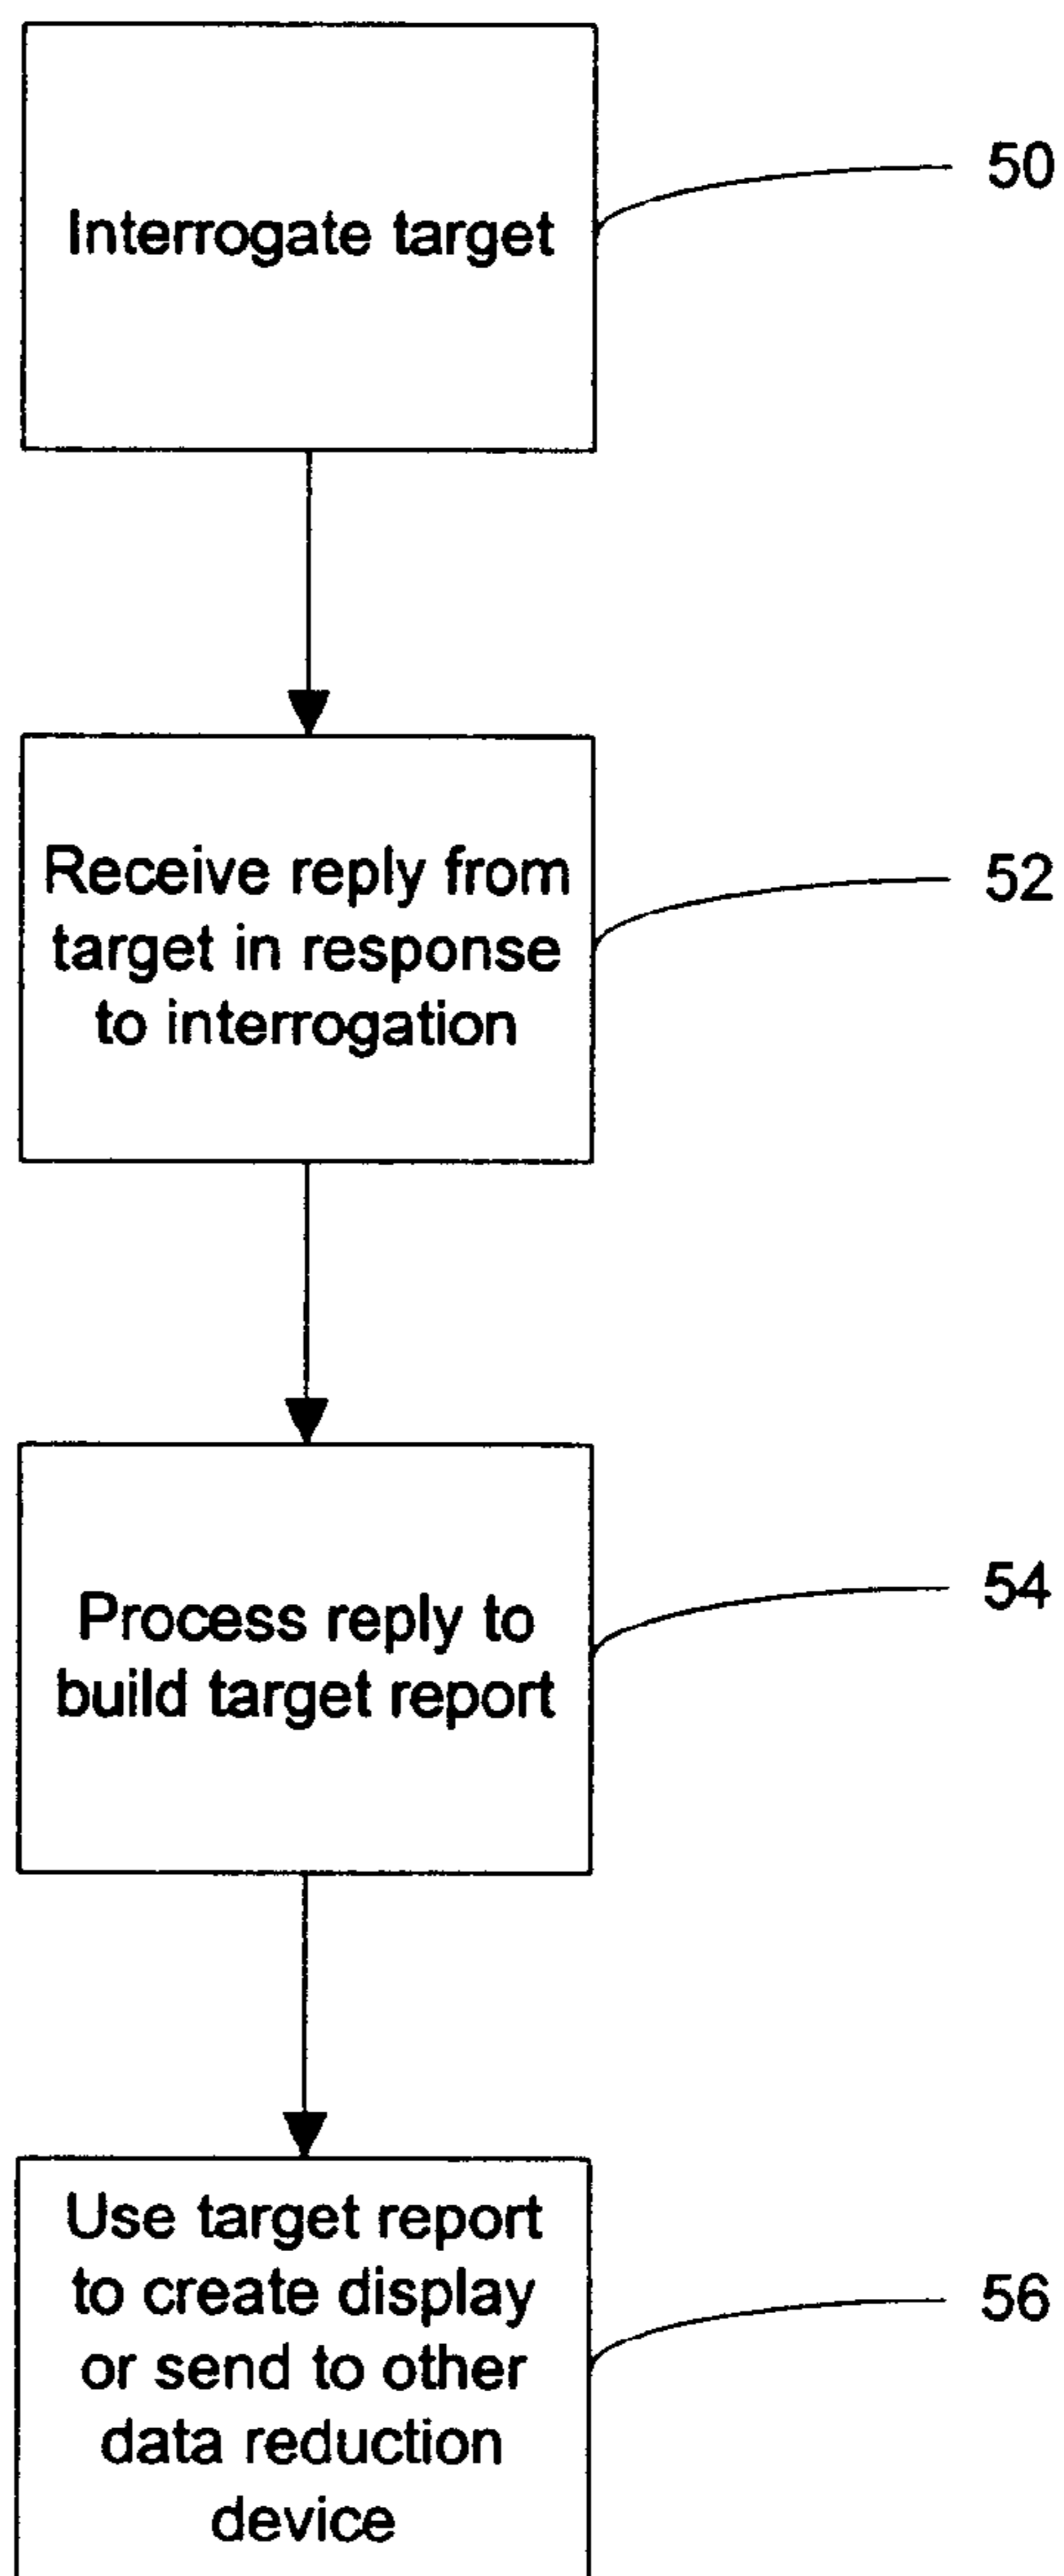 Interrogate target
50
Receive reply from
target in response
to interrogation
52
Process reply to
build target report
54
Use target report
to create display
or send to other
data reduction
device
56